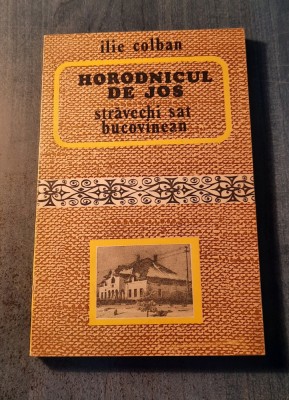 ilie colban
HORODNICUL
DE JOS
străvechi sat
bucovinean